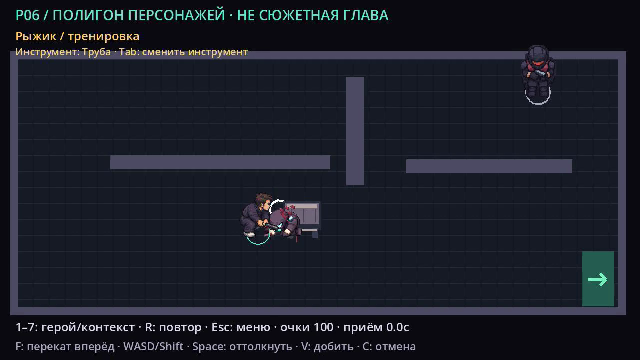 P06 / ПОЛИГОН ПЕРСОНАЖЕЙ · НЕ СЮЖЕТНАЯ ГЛАВА
Рыжик / тренировка
Инструмент: Труба · Tab: сменить инструмент
1–7: герой/контекст · R: повтор · Esc: меню · очки 100 · приём 0.0с
F: перекат вперёд · WASD/Shift · Space: оттолкнуть · V: добить · C: отмена